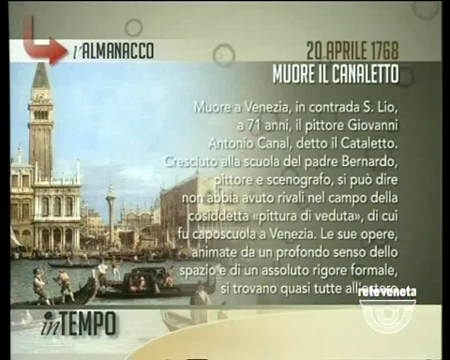 l'ALMANACCO
20 APRILE 1768
MUORE IL CANALETTO
Muore a Venezia, in contrada S. Lio,
a 71 anni, il pittore Giovanni
Antonio Canal, detto il Cataletto.
Cresciuto alla scuola del padre Bernardo,
pittore e scenografo, si può dire
non abbia avuto rivali nel campo della
cosiddetta «pittura di veduta», di cui
fu caposcuola a Venezia. Le sue opere,
animate da un profondo senso dello
spazio e di un assoluto rigore formale,
si trovano quasi tutte all'estero
reteveneta
inTEMPO